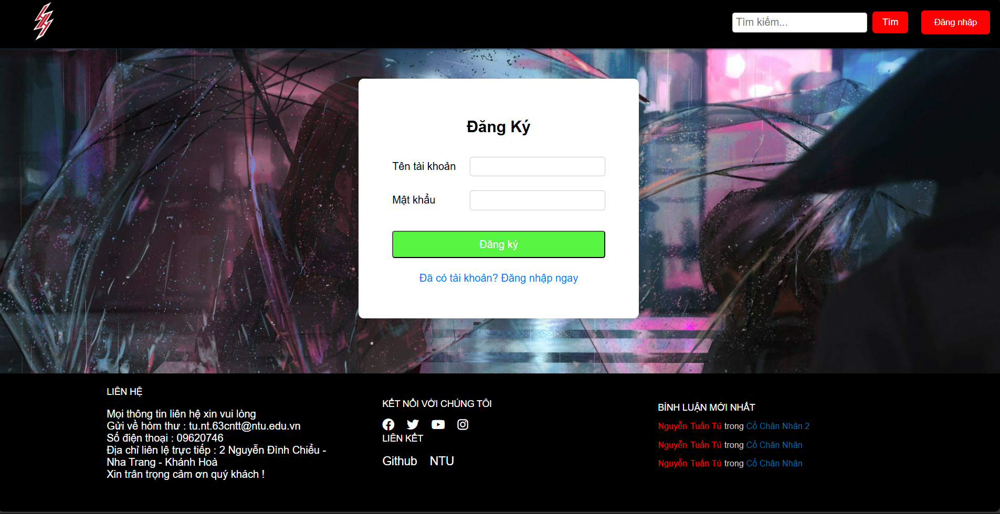 Tìm kiếm...
Tìm
Đăng nhập
Đăng Ký
Tên tài khoản
Mật khẩu
Đăng ký
Đã có tài khoản? Đăng nhập ngay
LIÊN HỆ
Mọi thông tin liên hệ xin vui lòng
Gửi về hòm thư : tu.nt.63cntt@ntu.edu.vn
Số điện thoại : 09620746
Địa chỉ liên lệ trực tiếp : 2 Nguyễn Đình Chiểu -
Nha Trang - Khánh Hoà
Xin trân trọng cảm ơn quý khách !
KẾT NỐI VỚI CHÚNG TÔI
LIÊN KẾT
Github NTU
BÌNH LUẬN MỚI NHẤT
Nguyễn Tuấn Tú trong Cổ Chân Nhân 2
Nguyễn Tuấn Tú trong Cổ Chân Nhân
Nguyễn Tuấn Tú trong Cổ Chân Nhân